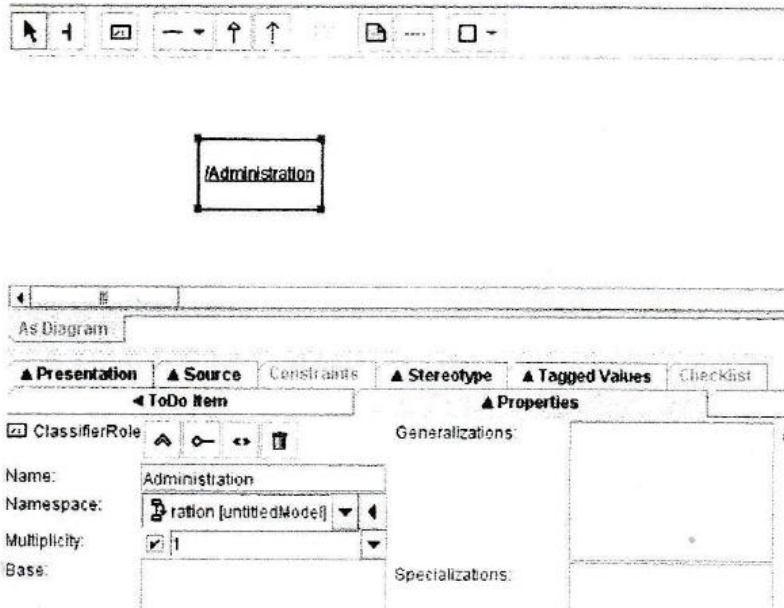 /Administration
As Diagram
▲ Presentation ▲ Source Constraints ▲ Stereotype ▲ Tagged Values Checklist
◄ ToDo Item ▲ Properties
ClassifierRole
Generalizations:
Name: Administration
Namespace: ration [untitledModel]
Multiplicity: 1
Base:
Specializations: